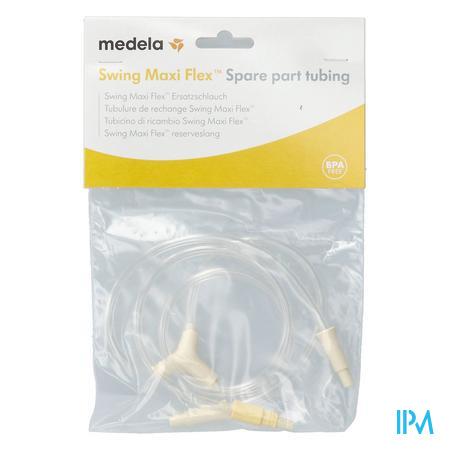 medela
Swing Maxi Flex™ Spare part tubing
Swing Maxi Flex™ Ersatzschlauch
Tubulure de rechange Swing Maxi Flex™
Tubicino di ricambio Swing Maxi Flex™
Swing Maxi Flex™ reserveslang
BPA
FREE
IPM